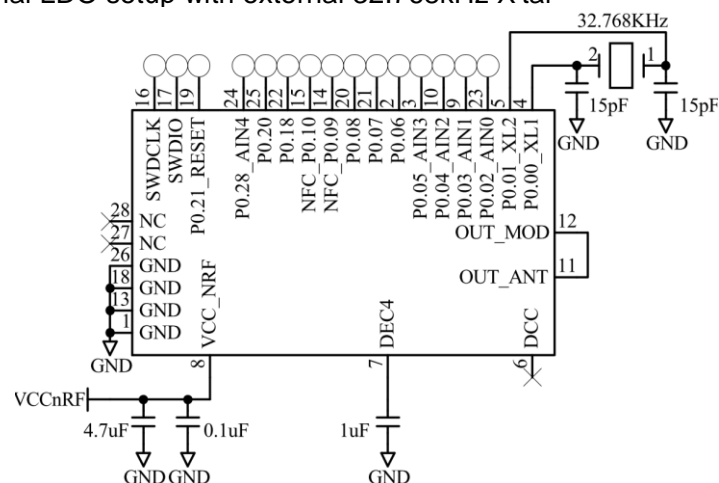 nal LDO setup with external 32.768kHz X'tal
32.768KHz
2
1
15pF
15pF
GND
GND
16
17
19
24
25
22
15
14
20
21
2
3
10
9
23
5
4
SWDCLK
SWDIO
P0.21_RESET
P0.28_AIN4
P0.20
P0.18
NFC_P0.10
NFC_P0.09
P0.08
P0.07
P0.06
P0.05_AIN3
P0.04_AIN2
P0.03_AIN1
P0.02_AIN0
P0.01_XL2
P0.00_XL1
28 NC
27 NC
26 GND
18 GND
13 GND
1 GND
GND
OUT_MOD 12
OUT_ANT 11
VCC_NRF
DEC4
DCC
8
7
6
VCCnRF
4.7uF
0.1uF
1uF
GND
GND
GND